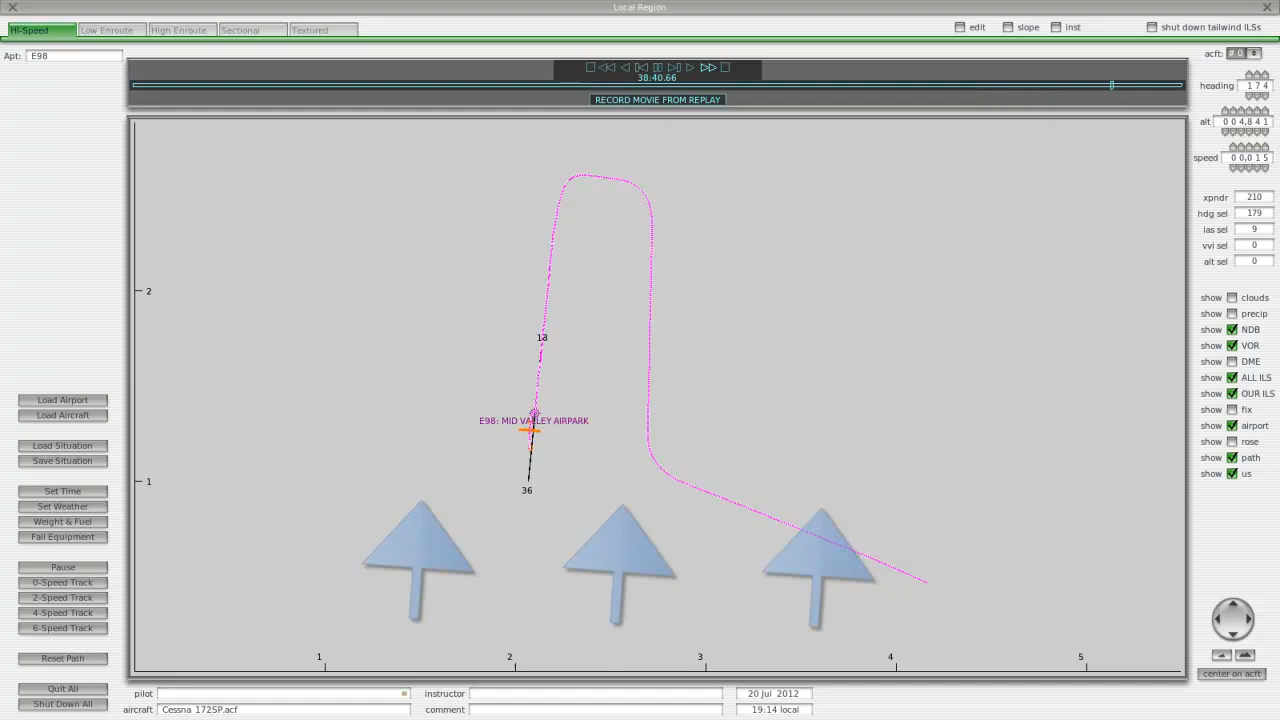 Local Region
Hi-Speed Low Enroute High Enroute Sectional Textured
edit slope inst shut down tailwind ILSs
Apt: E98
acft: # 0
38:40.66
RECORD MOVIE FROM REPLAY
heading 1 7 4
alt 0 0 4,8 4 1
speed 0 0,0 1 5
xpndr 210
hdg sel 179
ias sel 9
vvi sel 0
alt sel 0
show clouds
show precip
show NDB
show VOR
show DME
show ALL ILS
show OUR ILS
show fix
show airport
show rose
show path
show us
2
18
E98: MID VALLEY AIRPARK
1
36
Load Airport
Load Aircraft
Load Situation
Save Situation
Set Time
Set Weather
Weight & Fuel
Fail Equipment
Pause
0-Speed Track
2-Speed Track
4-Speed Track
6-Speed Track
Reset Path
Quit All
Shut Down All
1 2 3 4 5
center on acft
pilot instructor 20 Jul 2012
aircraft Cessna 172SP.acf comment 19:14 local